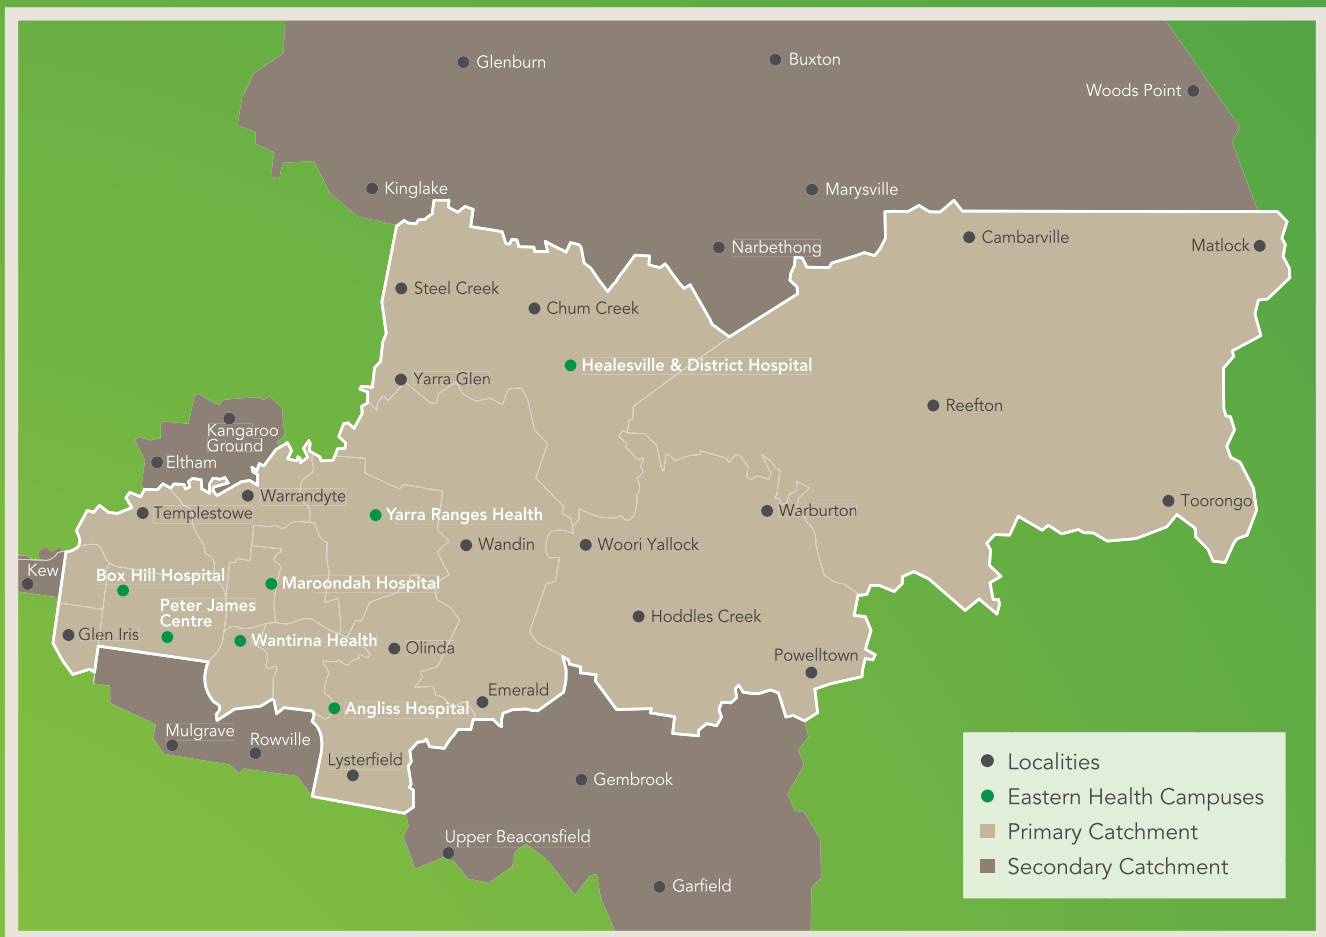 Glenburn
Buxton
Woods Point
Kinglake
Marysville
Narbethong
Cambarville
Matlock
Steel Creek
Chum Creek
Healesville & District Hospital
Yarra Glen
Reefton
Kangaroo
Ground
Eltham
Warrandyte
Templestowe
Yarra Ranges Health
Warburton
Toorongo
Wandin
Woori Yallock
Kew
Box Hill Hospital
Maroondah Hospital
Peter James
Centre
Glen Iris
Wantirna Health
Hoddles Creek
Olinda
Powelltown
Emerald
Angliss Hospital
Mulgrave
Rowville
Lysterfield
Gembrook
Upper Beaconsfield
Garfield
Localities
Eastern Health Campuses
Primary Catchment
Secondary Catchment